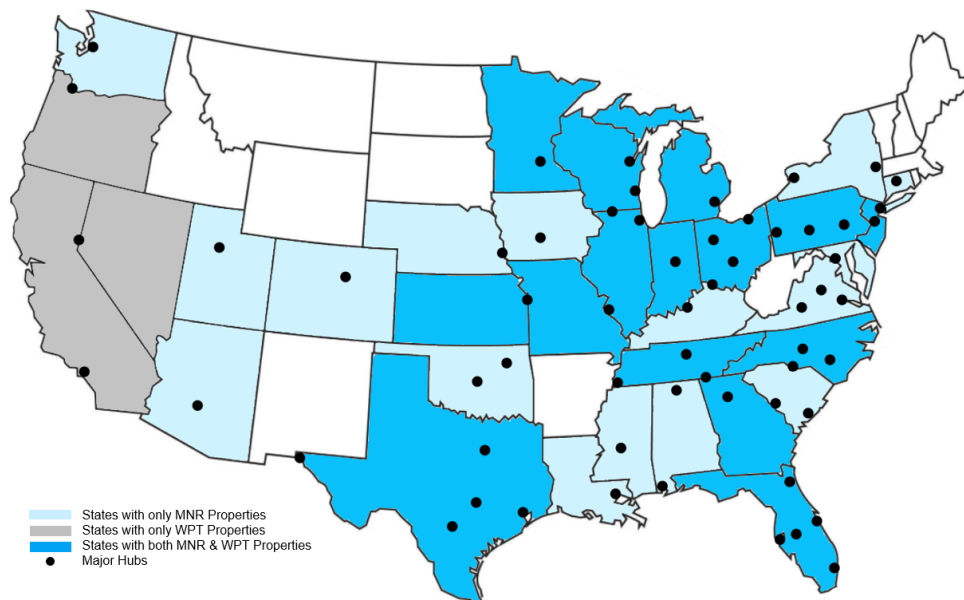 States with only MNR Properties
States with only WPT Properties
States with both MNR & WPT Properties
Major Hubs